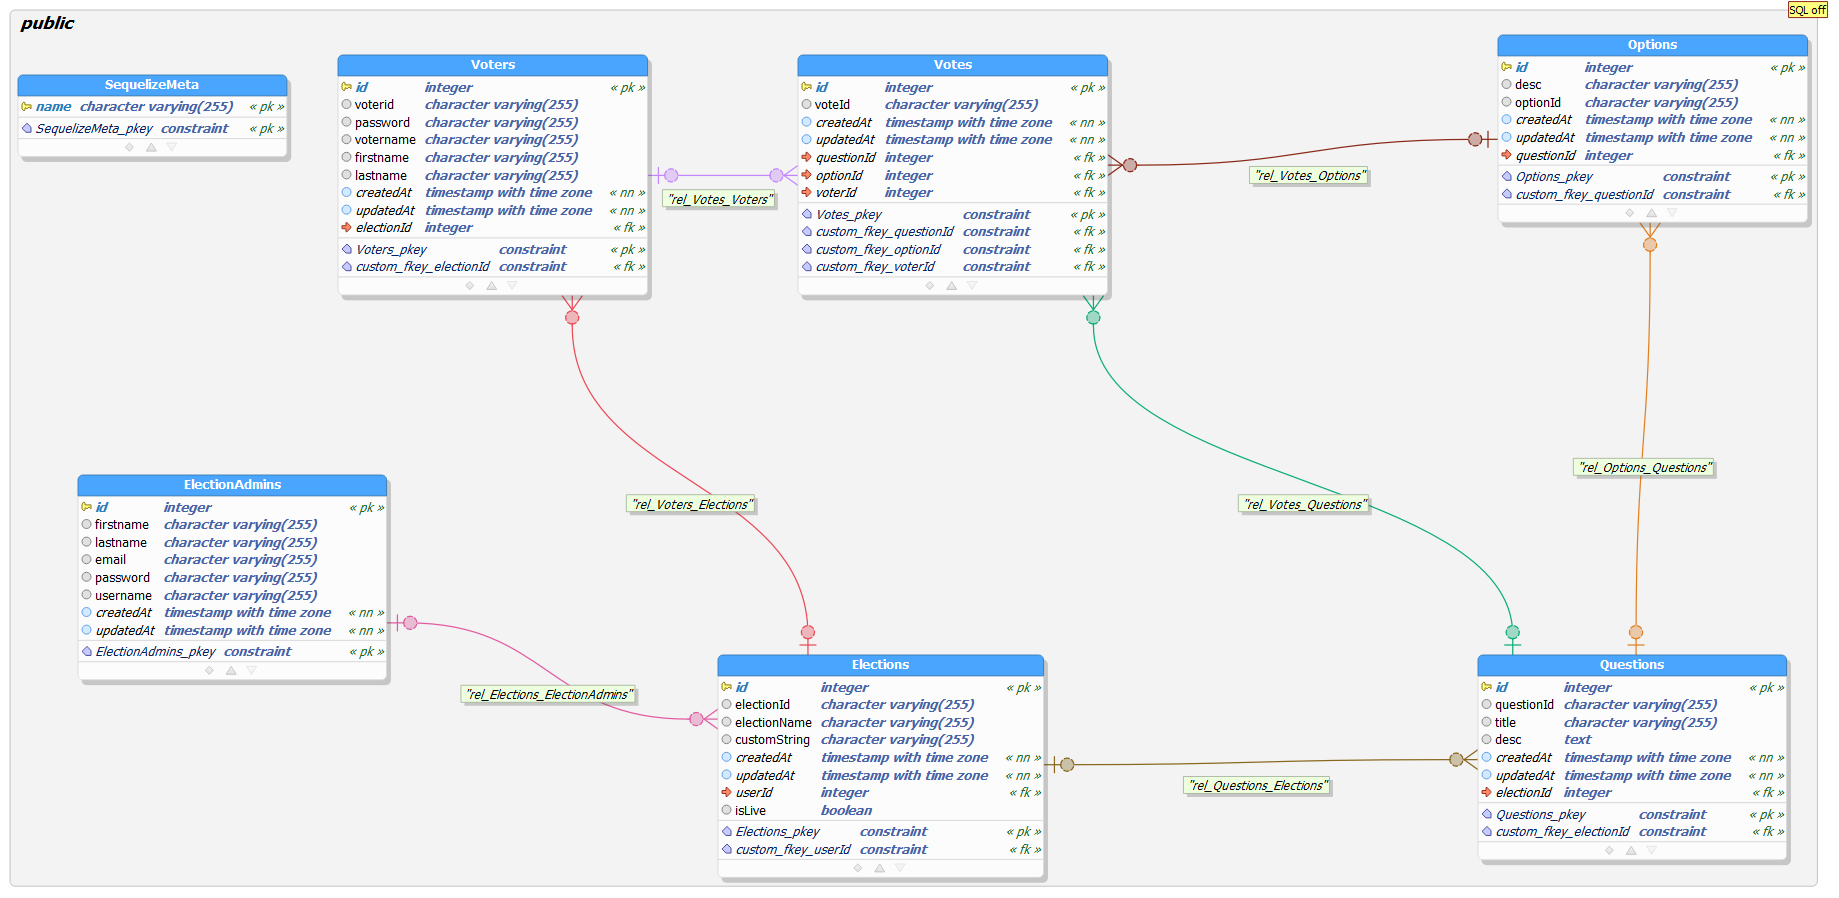 SQL off
public
SequelizeMeta
name character varying(255) « pk »
SequelizeMeta_pkey constraint « pk »
Voters
id integer « pk »
voterid character varying(255)
password character varying(255)
votername character varying(255)
firstname character varying(255)
lastname character varying(255)
createdAt timestamp with time zone « nn »
updatedAt timestamp with time zone « nn »
electionId integer « fk »
Voters_pkey constraint « pk »
custom_fkey_electionId constraint « fk »
"rel_Votes_Voters"
Votes
id integer « pk »
voteId character varying(255)
createdAt timestamp with time zone « nn »
updatedAt timestamp with time zone « nn »
questionId integer « fk »
optionId integer « fk »
voterId integer « fk »
Votes_pkey constraint « pk »
custom_fkey_questionId constraint « fk »
custom_fkey_optionId constraint « fk »
custom_fkey_voterId constraint « fk »
"rel_Votes_Options"
Options
id integer « pk »
desc character varying(255)
optionId character varying(255)
createdAt timestamp with time zone « nn »
updatedAt timestamp with time zone « nn »
questionId integer « fk »
Options_pkey constraint « pk »
custom_fkey_questionId constraint « fk »
"rel_Options_Questions"
"rel_Voters_Elections"
"rel_Votes_Questions"
ElectionAdmins
id integer « pk »
firstname character varying(255)
lastname character varying(255)
email character varying(255)
password character varying(255)
username character varying(255)
createdAt timestamp with time zone « nn »
updatedAt timestamp with time zone « nn »
ElectionAdmins_pkey constraint « pk »
"rel_Elections_ElectionAdmins"
Elections
id integer « pk »
electionId character varying(255)
electionName character varying(255)
customString character varying(255)
createdAt timestamp with time zone « nn »
updatedAt timestamp with time zone « nn »
userId integer « fk »
isLive boolean
Elections_pkey constraint « pk »
custom_fkey_userId constraint « fk »
"rel_Questions_Elections"
Questions
id integer « pk »
questionId character varying(255)
title character varying(255)
desc text
createdAt timestamp with time zone « nn »
updatedAt timestamp with time zone « nn »
electionId integer « fk »
Questions_pkey constraint « pk »
custom_fkey_electionId constraint « fk »